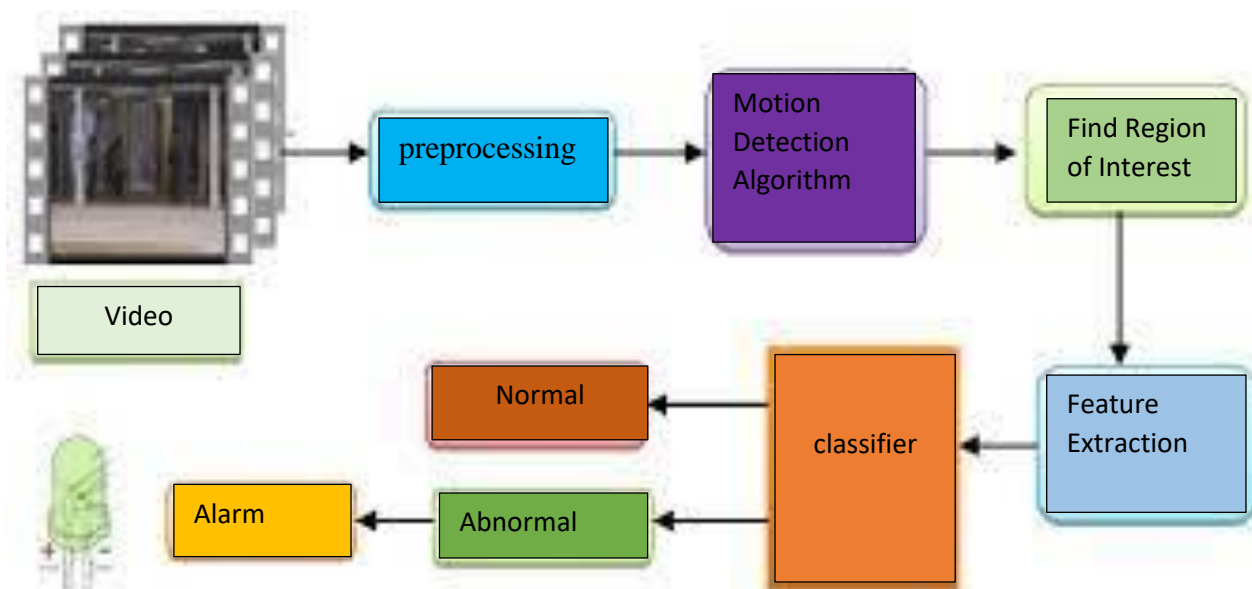 preprocessing
Motion
Detection
Algorithm
Find Region
of Interest
Video
Normal
classifier
Feature
Extraction
Alarm
Abnormal
+
-